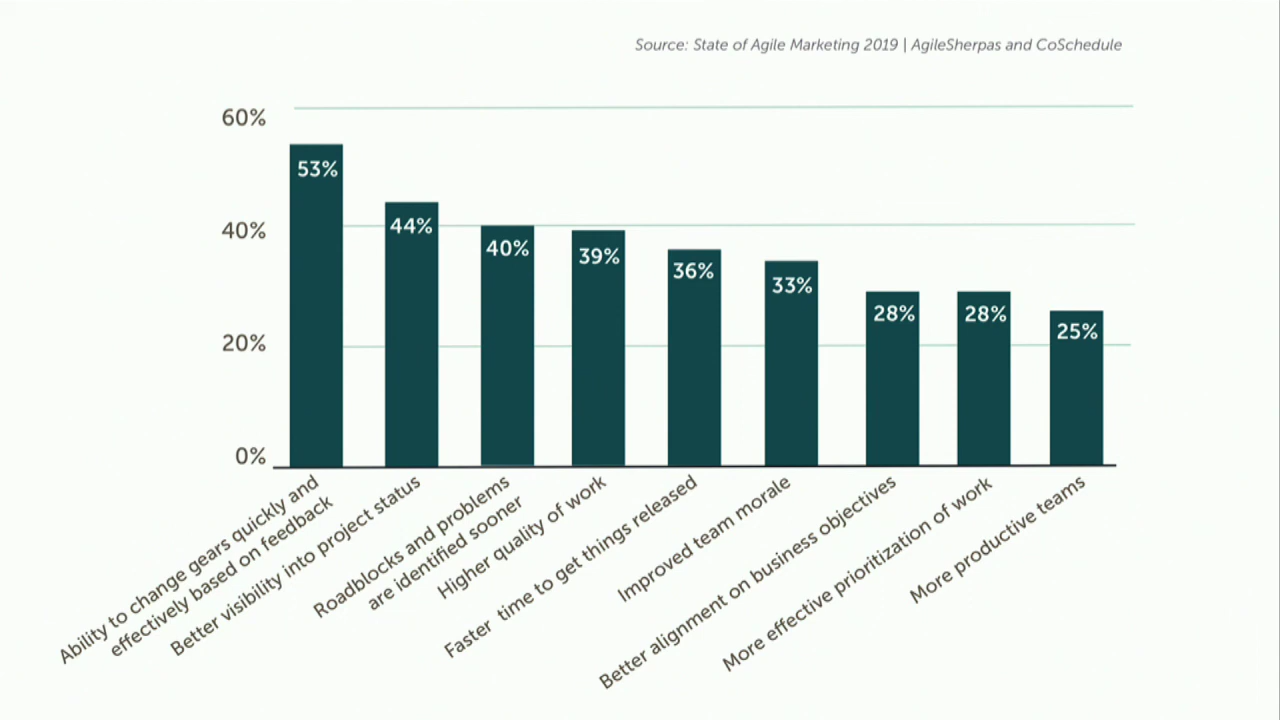 Source: State of Agile Marketing 2019 | AgileSherpas and CoSchedule
60%
40%
20%
0%
53%
44%
40%
39%
36%
33%
28%
28%
25%
Ability to change gears quickly and
effectively based on feedback
Better visibility into project status
Roadblocks and problems
are identified sooner
Higher quality of work
Faster time to get things released
Improved team morale
Better alignment on business objectives
More effective prioritization of work
More productive teams